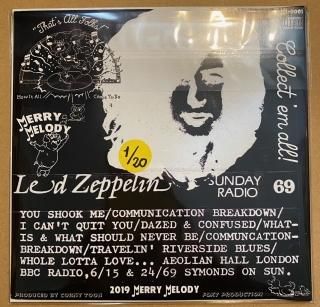 "That's All Folks!"
How It All Came To Be
Collect 'em all!
MERRY
MELODY
1/20
Led Zeppelin
SUNDAY
RADIO 69
YOU SHOOK ME/COMMUNICATION BREAKDOWN/
I CAN'T QUIT YOU/DAZED & CONFUSED/WHAT-
IS & WHAT SHOULD NEVER BE/COMMUNCATION-
BREAKDOWN/TRAVELIN' RIVERSIDE BLUES/
WHOLE LOTTA LOVE... AEOLIAN HALL LONDON
BBC RADIO,6/15 & 24/69 SYMONDS ON SUN.
PRODUCED BY CORNY TOON
POXY PRODUCTION
2019 MERRY MELODY